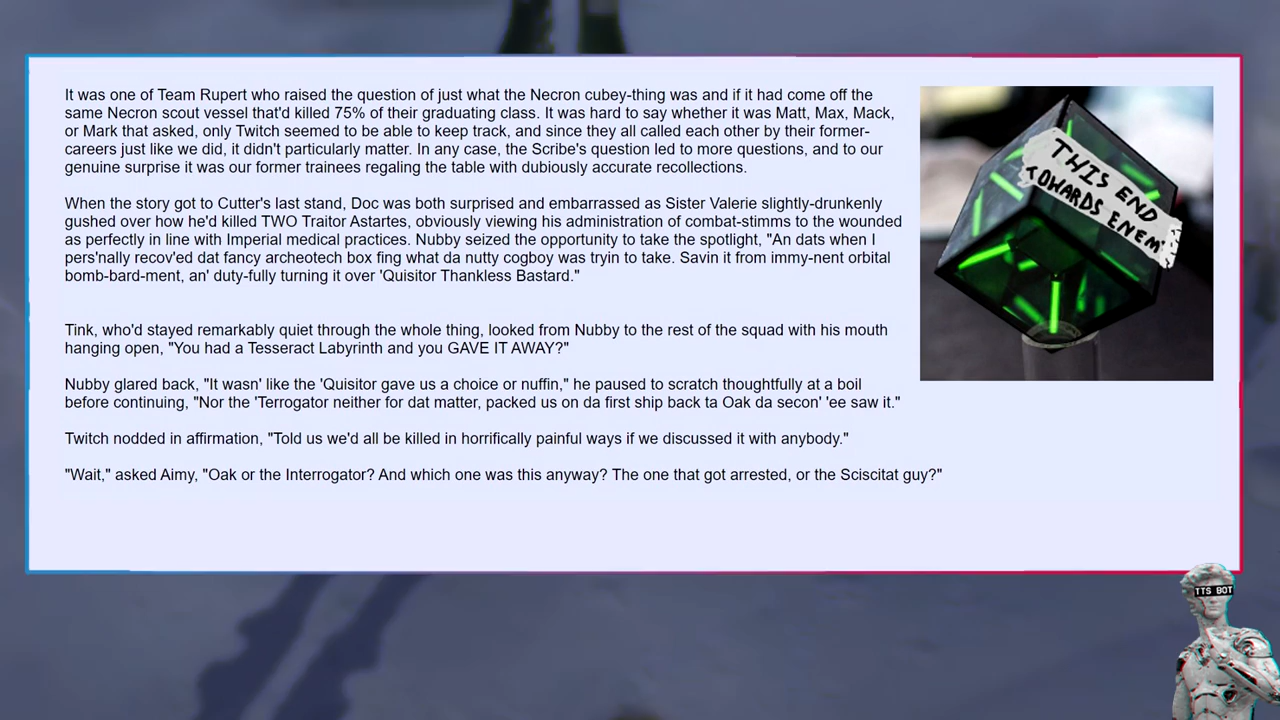 It was one of Team Rupert who raised the question of just what the Necron cubey-thing was and if it had come off the
same Necron scout vessel that'd killed 75% of their graduating class. It was hard to say whether it was Matt, Max, Mack,
or Mark that asked, only Twitch seemed to be able to keep track, and since they all called each other by their former-
careers just like we did, it didn't particularly matter. In any case, the Scribe's question led to more questions, and to our
genuine surprise it was our former trainees regaling the table with dubiously accurate recollections.
When the story got to Cutter's last stand, Doc was both surprised and embarrassed as Sister Valerie slightly-drunkenly
gushed over how he'd killed TWO Traitor Astartes, obviously viewing his administration of combat-stimms to the wounded
as perfectly in line with Imperial medical practices. Nubby seized the opportunity to take the spotlight, "An dats when I
pers'nally recov'ed dat fancy archeotech box fing what da nutty cogboy was tryin to take. Savin it from immy-nent orbital
bomb-bard-ment, an' duty-fully turning it over 'Quisitor Thankless Bastard."
Tink, who'd stayed remarkably quiet through the whole thing, looked from Nubby to the rest of the squad with his mouth
hanging open, "You had a Tesseract Labyrinth and you GAVE IT AWAY?"
Nubby glared back, "It wasn' like the 'Quisitor gave us a choice or nuffin," he paused to scratch thoughtfully at a boil
before continuing, "Nor the 'Terrogator neither for dat matter, packed us on da first ship back ta Oak da secon' 'ee saw it."
Twitch nodded in affirmation, "Told us we'd all be killed in horrifically painful ways if we discussed it with anybody."
"Wait," asked Aimy, "Oak or the Interrogator? And which one was this anyway? The one that got arrested, or the Sciscitat guy?"
THIS END
TOWARDS ENEM
TTS BOT